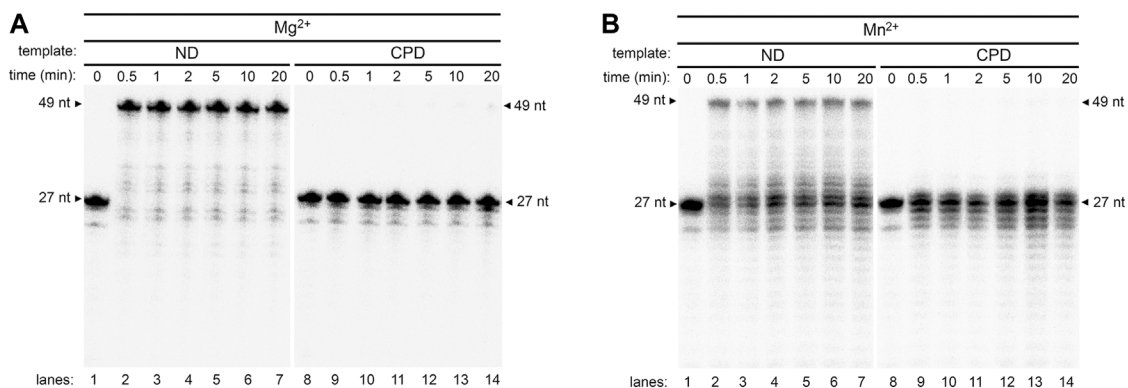 A
Mg2+
template: ND CPD
time (min): 0 0.5 1 2 5 10 20 0 0.5 1 2 5 10 20
49 nt 49 nt
27 nt 27 nt
lanes: 1 2 3 4 5 6 7 8 9 10 11 12 13 14
B
Mn2+
template: ND CPD
time (min): 0 0.5 1 2 5 10 20 0 0.5 1 2 5 10 20
49 nt 49 nt
27 nt 27 nt
lanes: 1 2 3 4 5 6 7 8 9 10 11 12 13 14